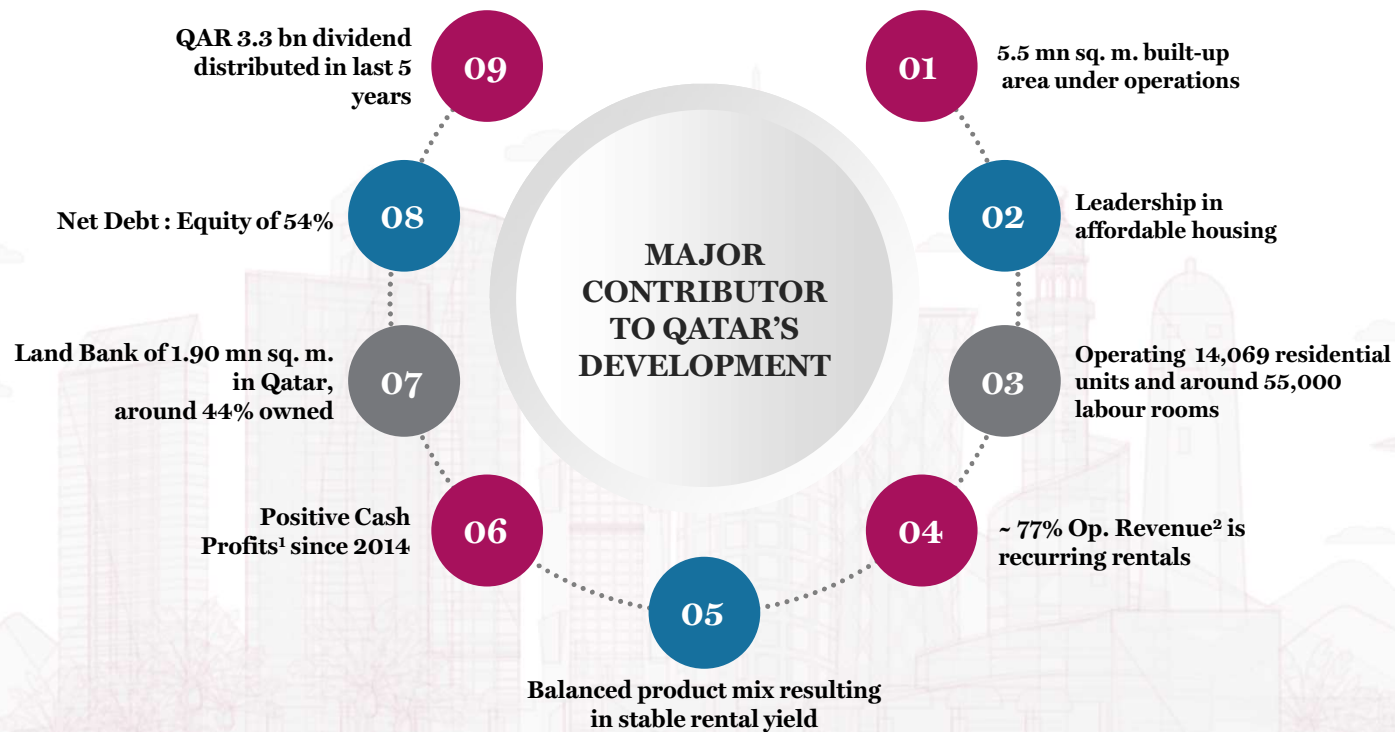 MAJOR
CONTRIBUTOR
TO QATAR’S
DEVELOPMENT
01
5.5 mn sq. m. built-up
area under operations
02
Leadership in
affordable housing
03
Operating 14,069 residential
units and around 55,000
labour rooms
04
~ 77% Op. Revenue² is
recurring rentals
05
Balanced product mix resulting
in stable rental yield
06
Positive Cash
Profits¹ since 2014
07
Land Bank of 1.90 mn sq. m.
in Qatar,
around 44% owned
08
Net Debt : Equity of 54%
09
QAR 3.3 bn dividend
distributed in last 5
years